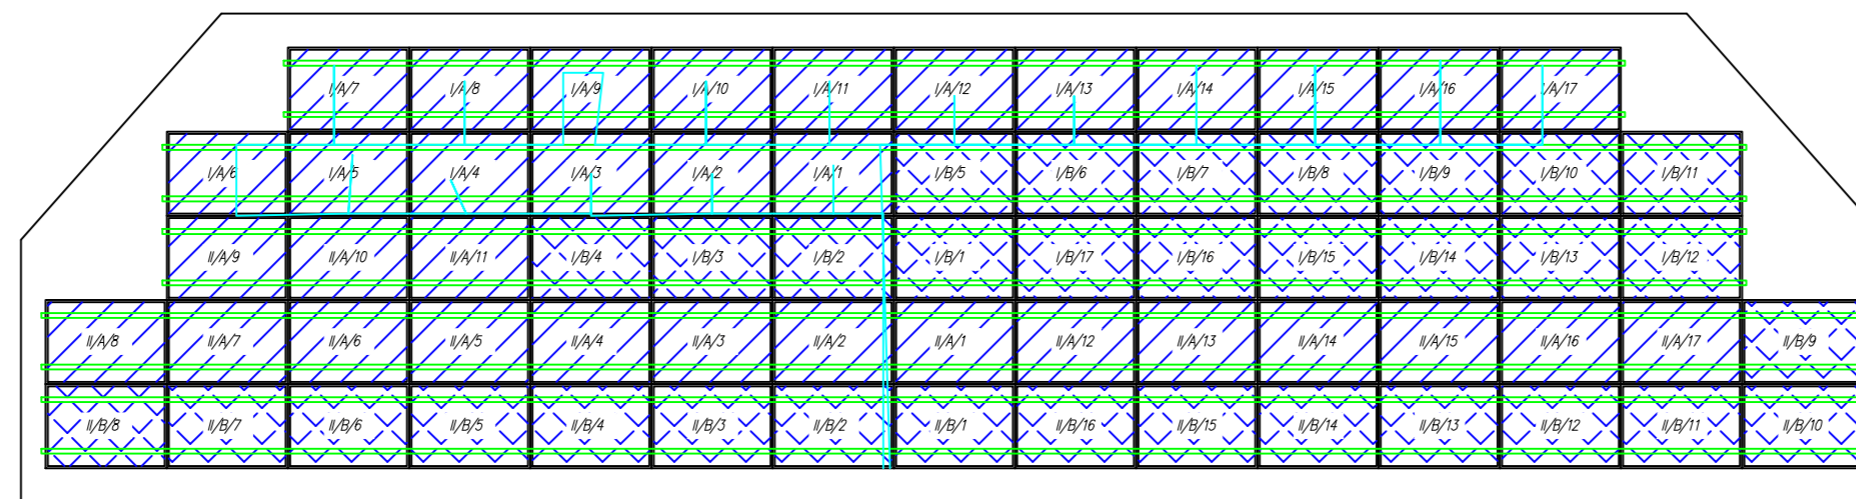 I/A/7 I/A/8 I/A/9 I/A/10 I/A/11 I/A/12 I/A/13 I/A/14 I/A/15 I/A/16 I/A/17
I/A/6 I/A/5 I/A/4 I/A/3 I/A/2 I/A/1 I/B/5 I/B/6 I/B/7 I/B/8 I/B/9 I/B/10 I/B/11
II/A/9 II/A/10 II/A/11 I/B/4 I/B/3 I/B/2 I/B/1 I/B/17 I/B/16 I/B/15 I/B/14 I/B/13 I/B/12
II/A/8 II/A/7 II/A/6 II/A/5 II/A/4 II/A/3 II/A/2 II/A/1 II/A/12 II/A/13 II/A/14 II/A/15 II/A/16 II/A/17 II/B/9
II/B/8 II/B/7 II/B/6 II/B/5 II/B/4 II/B/3 II/B/2 II/B/1 II/B/16 II/B/15 II/B/14 II/B/13 II/B/12 II/B/11 II/B/10